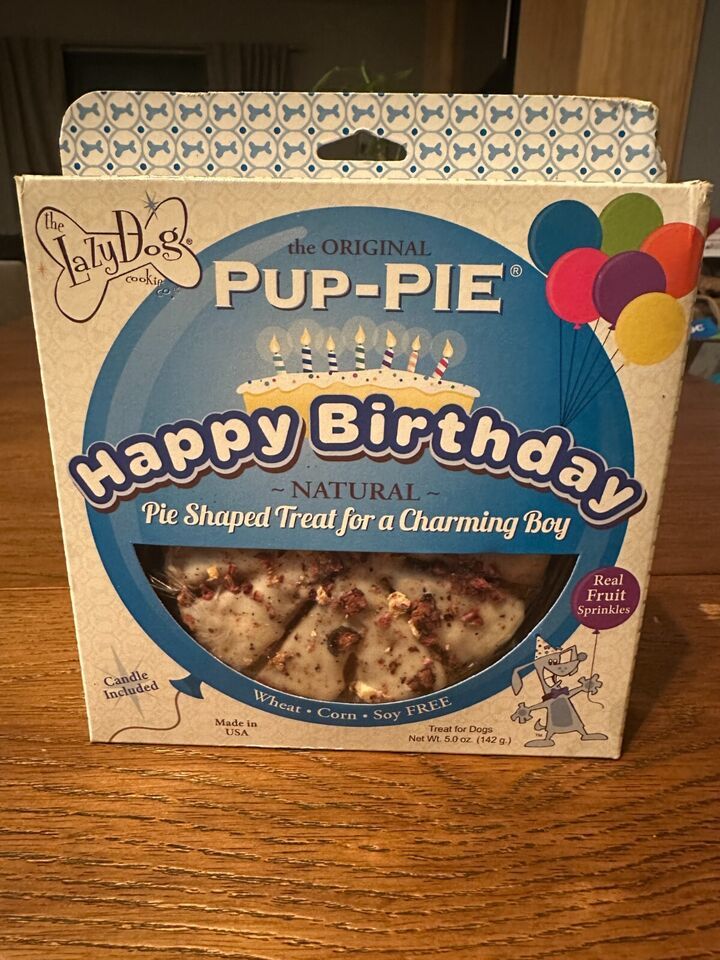 the
LazyDog®
cookie co.
the ORIGINAL
PUP-PIE®
Happy Birthday
~ NATURAL ~
Pie Shaped Treat for a Charming Boy
Real
Fruit
Sprinkles
Candle
Included
Wheat • Corn • Soy FREE
Made in
USA
Treat for Dogs
Net Wt. 5.0 oz. (142 g.)
TM